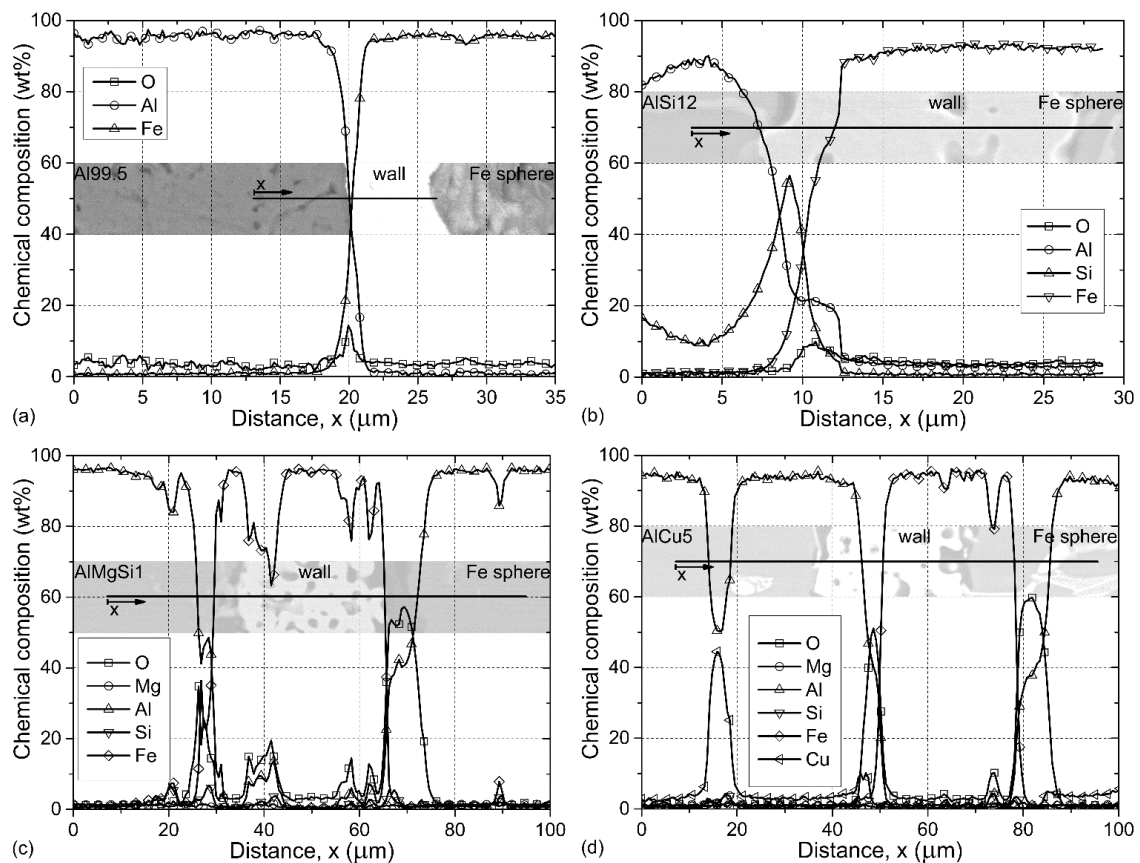 Chemical composition (wt%)
100
80
60
40
20
0
O
Al
Fe
Al99.5
wall
Fe sphere
x
0 5 10 15 20 25 30 35
(a) Distance, x (μm)
Chemical composition (wt%)
100
80
60
40
20
0
AlSi12
wall
Fe sphere
x
O
Al
Si
Fe
0 5 10 15 20 25 30
(b) Distance, x (μm)
Chemical composition (wt%)
100
80
60
40
20
0
AlMgSi1
wall
Fe sphere
x
O
Mg
Al
Si
Fe
0 20 40 60 80 100
(c) Distance, x (μm)
Chemical composition (wt%)
100
80
60
40
20
0
AlCu5
wall
Fe sphere
x
O
Mg
Al
Si
Fe
Cu
0 20 40 60 80 100
(d) Distance, x (μm)